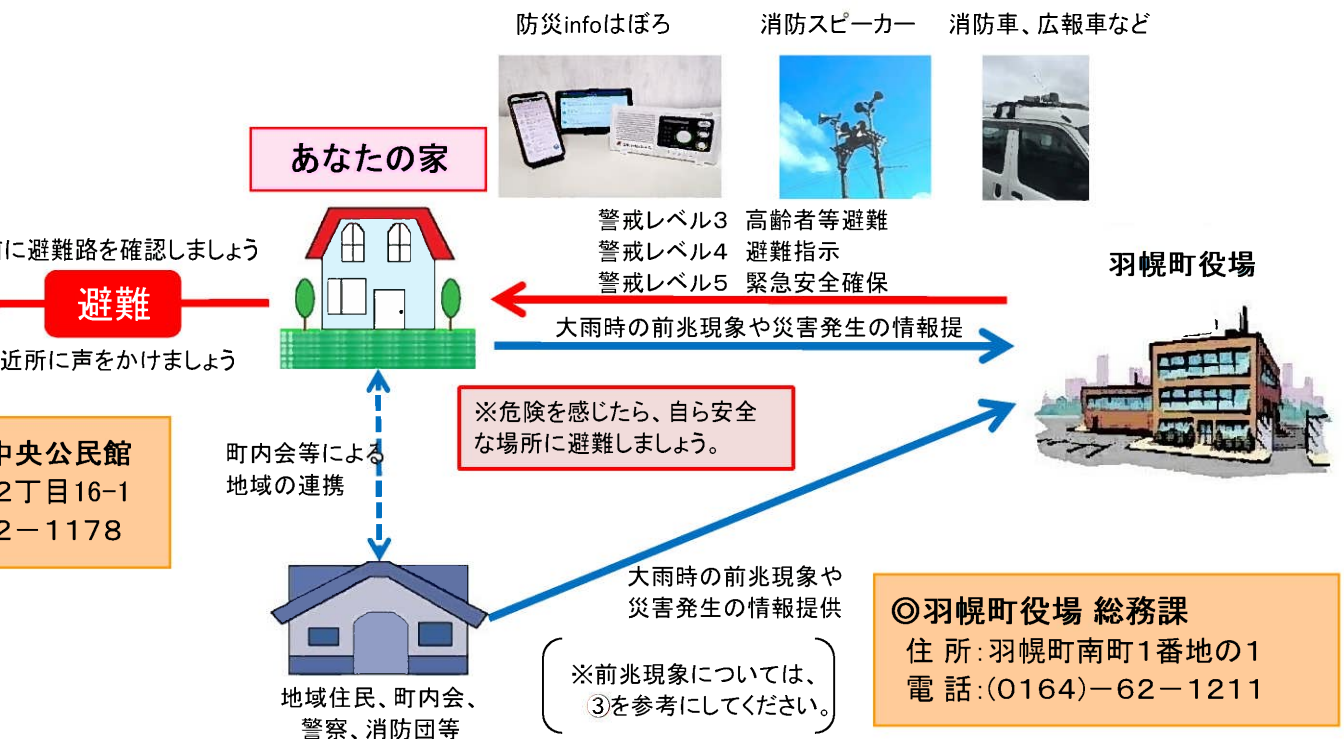 防災infoはぼろ
消防スピーカー
消防車、広報車など
あなたの家
警戒レベル3 高齢者等避難
警戒レベル4 避難指示
警戒レベル5 緊急安全確保
羽幌町役場
に避難路を確認しましょう
避難
近所に声をかけましょう
大雨時の前兆現象や災害発生の情報提
※危険を感じたら、自ら安全
な場所に避難しましょう。
中央公民館
2丁目16-1
2－1178
町内会等による
地域の連携
大雨時の前兆現象や
災害発生の情報提供
※前兆現象については、
③を参考にしてください。
地域住民、町内会、
警察、消防団等
◎羽幌町役場 総務課
住 所:羽幌町南町1番地の1
電 話:(0164)－62－1211